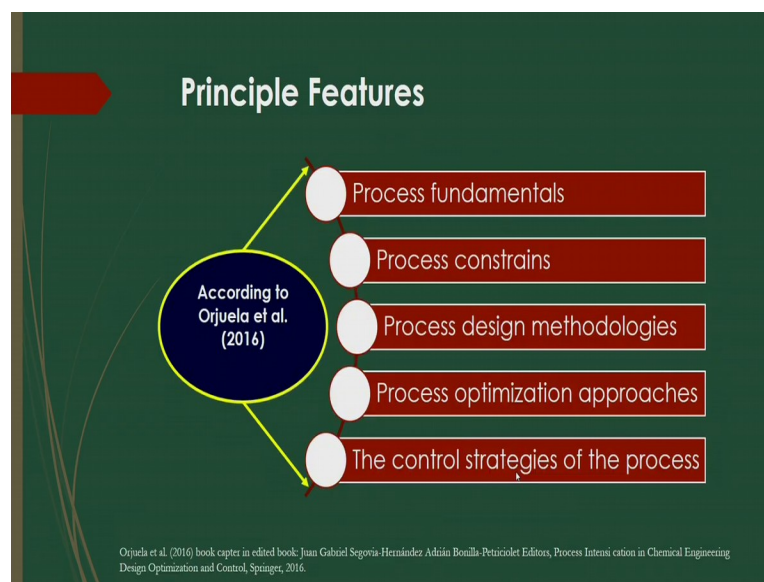 Principle Features
According to
Orjuela et al.
(2016)
Process fundamentals
Process constrains
Process design methodologies
Process optimization approaches
The control strategies of the process
Orjuela et al. (2016) book capter in edited book: Juan Gabriel Segovia-Hernández Adrián Bonilla-Petriciolet Editors, Process Intensi cation in Chemical Engineering
Design Optimization and Control, Springer, 2016.